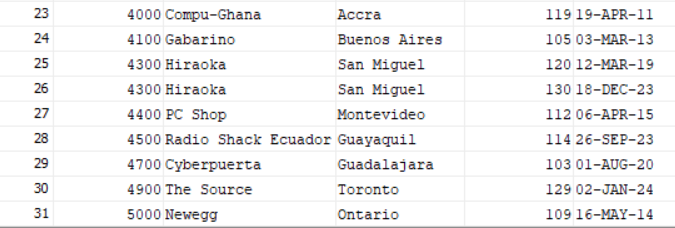 23 4000 Compu-Ghana Accra 119 19-APR-11
24 4100 Gabarino Buenos Aires 105 03-MAR-13
25 4300 Hiraoka San Miguel 120 12-MAR-19
26 4300 Hiraoka San Miguel 130 18-DEC-23
27 4400 PC Shop Montevideo 112 06-APR-15
28 4500 Radio Shack Ecuador Guayaquil 114 26-SEP-23
29 4700 Cyberpuerta Guadalajara 103 01-AUG-20
30 4900 The Source Toronto 129 02-JAN-24
31 5000 Newegg Ontario 109 16-MAY-14